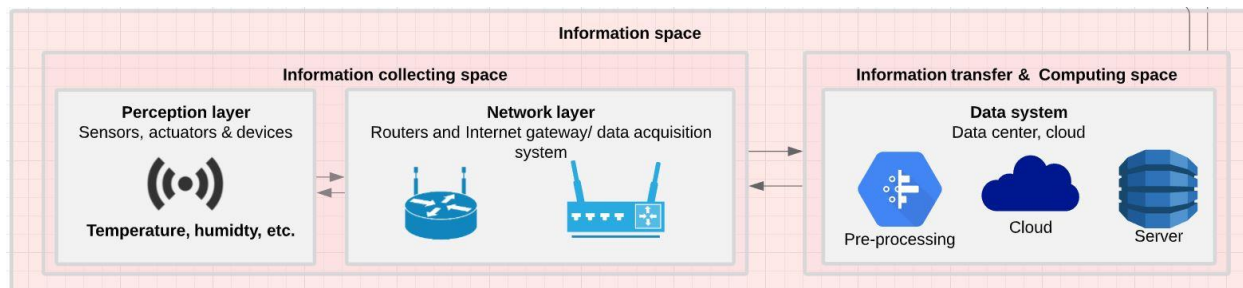 Information space
Information collecting space
Perception layer
Sensors, actuators & devices
Temperature, humidty, etc.
Network layer
Routers and Internet gateway/ data acquisition
system
Information transfer & Computing space
Data system
Data center, cloud
Pre-processing
Cloud
Server